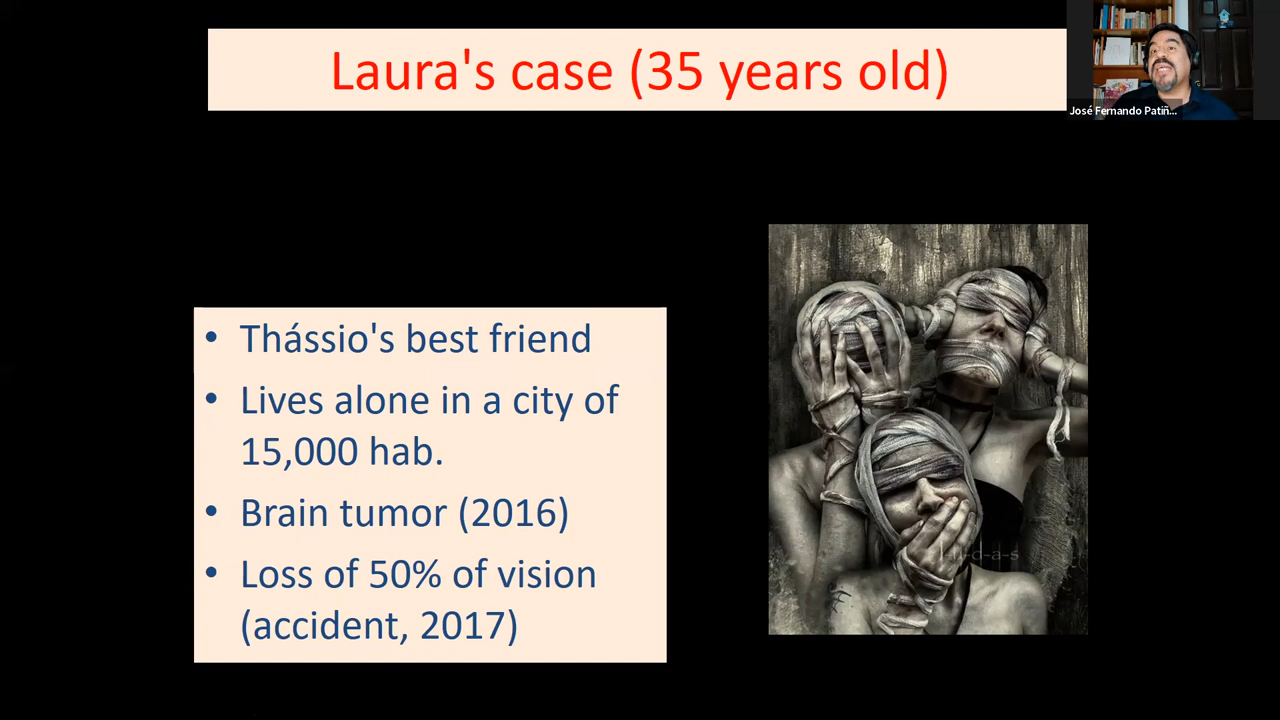 Laura's case (35 years old)
José Fernando Patiñ...
• Thássio's best friend
• Lives alone in a city of
15,000 hab.
• Brain tumor (2016)
• Loss of 50% of vision
(accident, 2017)